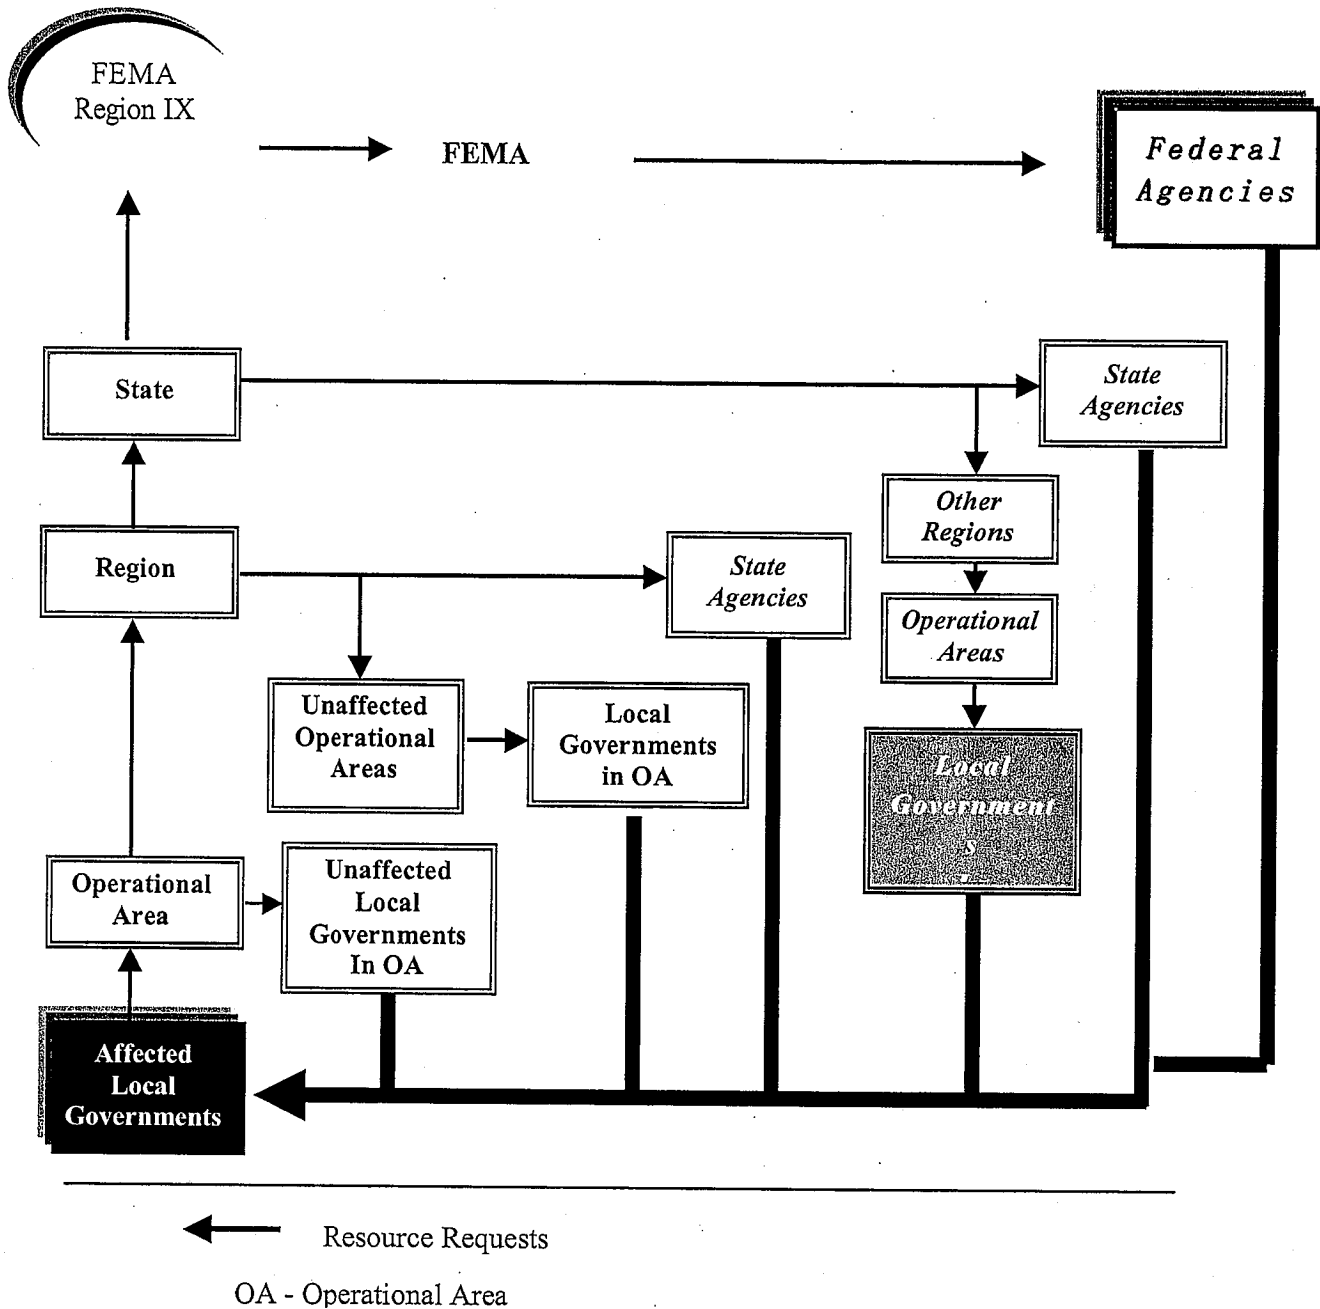 FEMA
Region IX
FEMA
Federal
Agencies
State
State
Agencies
Other
Regions
Region
State
Agencies
Operational
Areas
Unaffected
Operational
Areas
Local
Governments
in OA
Local
Government
s
Operational
Area
Unaffected
Local
Governments
In OA
Affected
Local
Governments
Resource Requests
OA - Operational Area